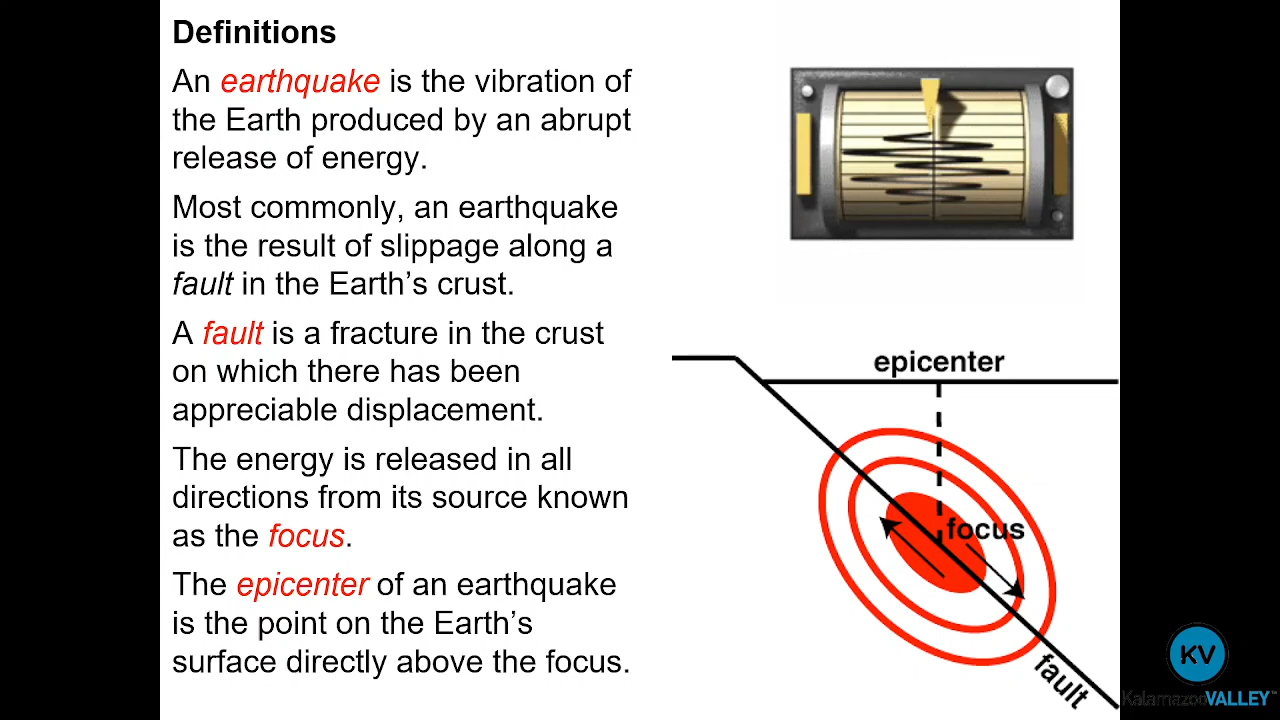 Definitions
An earthquake is the vibration of
the Earth produced by an abrupt
release of energy.
Most commonly, an earthquake
is the result of slippage along a
fault in the Earth’s crust.
A fault is a fracture in the crust
on which there has been
appreciable displacement.
The energy is released in all
directions from its source known
as the focus.
The epicenter of an earthquake
is the point on the Earth’s
surface directly above the focus.
epicenter
focus
fault
KV
KalamazooVALLEY™